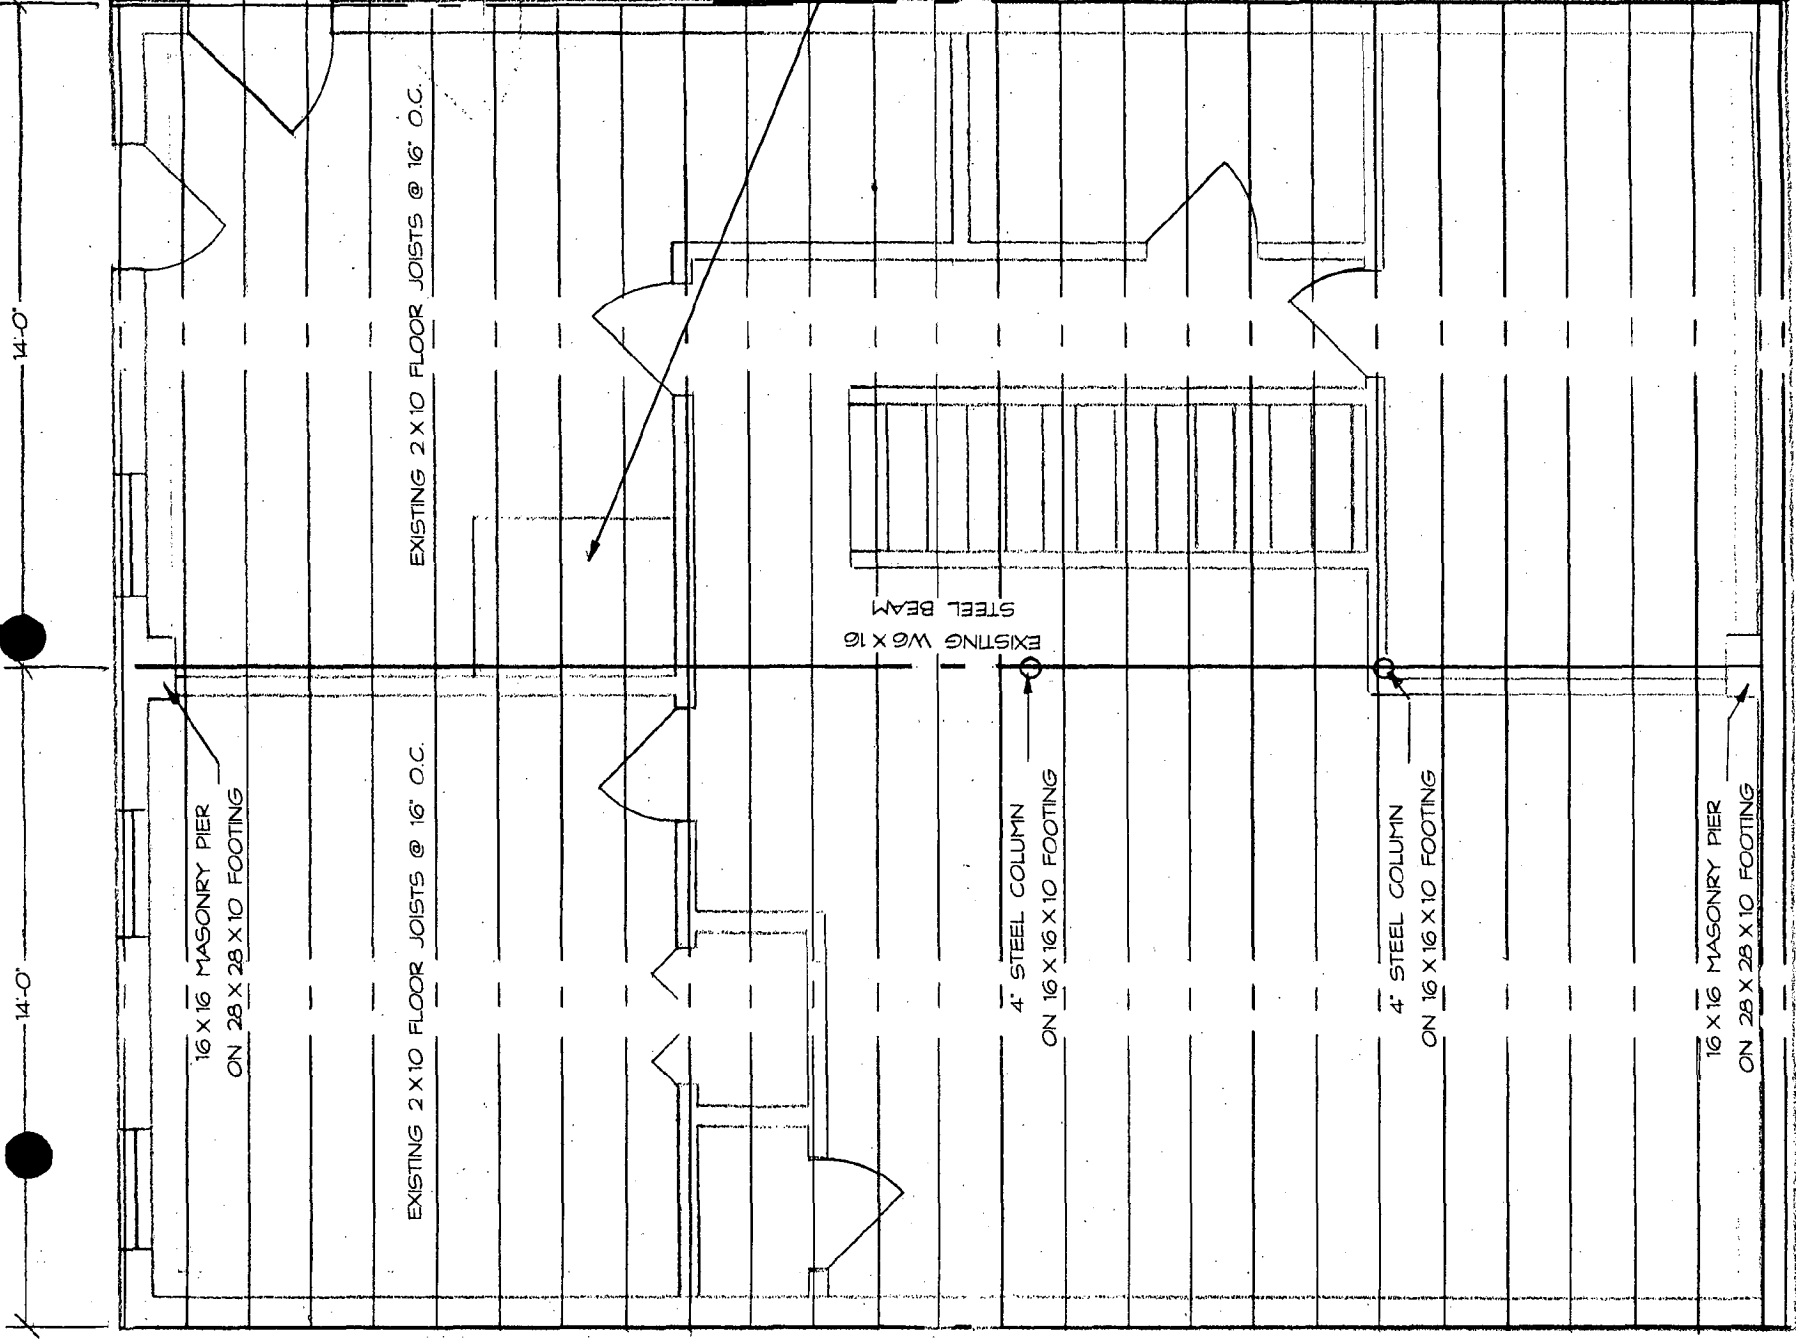 14'-0"
14'-0"
EXISTING 2 X 10 FLOOR JOISTS @ 16" O.C.
EXISTING 2 X 10 FLOOR JOISTS @ 16" O.C.
EXISTING W6 X 16
STEEL BEAM
16 X 16 MASONRY PIER
ON 28 X 28 X 10 FOOTING
4" STEEL COLUMN
ON 16 X 16 X 10 FOOTING
4" STEEL COLUMN
ON 16 X 16 X 10 FOOTING
16 X 16 MASONRY PIER
ON 28 X 28 X 10 FOOTING